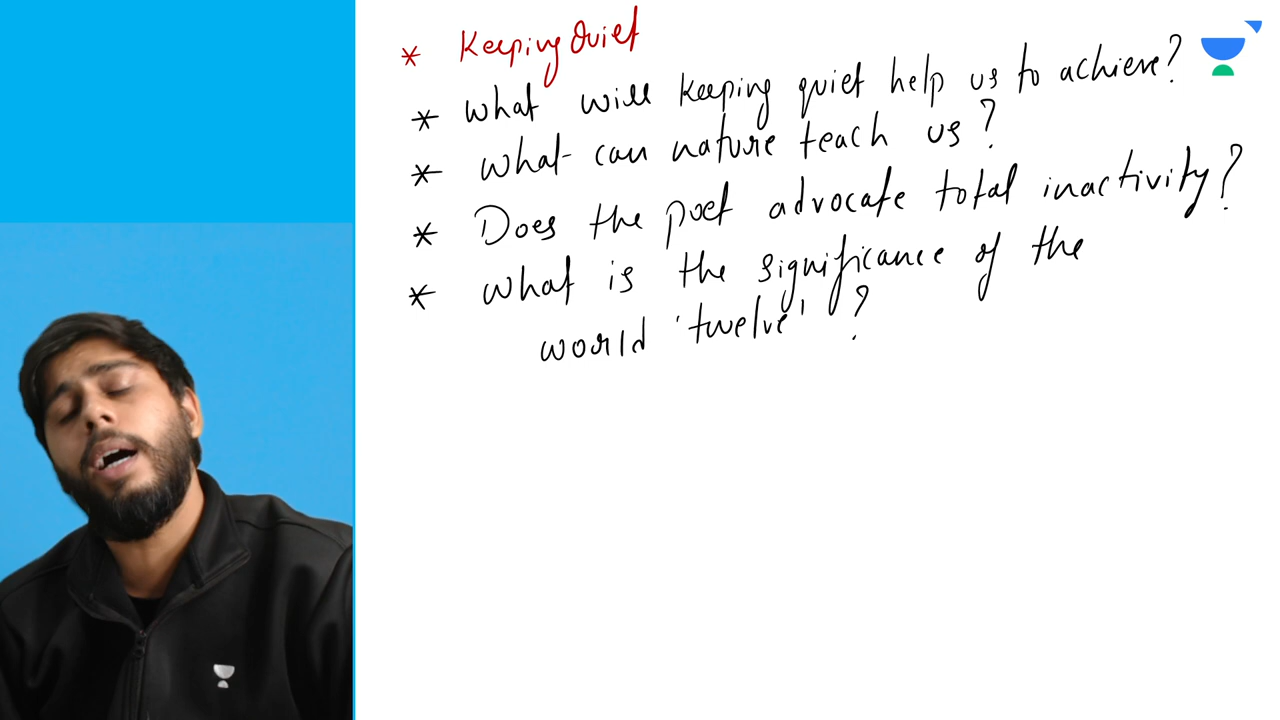 * Keeping Quiet
* What will keeping quiet help us to achieve?
* What can nature teach us?
* Does the poet advocate total inactivity?
* What is the significance of the
world 'twelve' ?